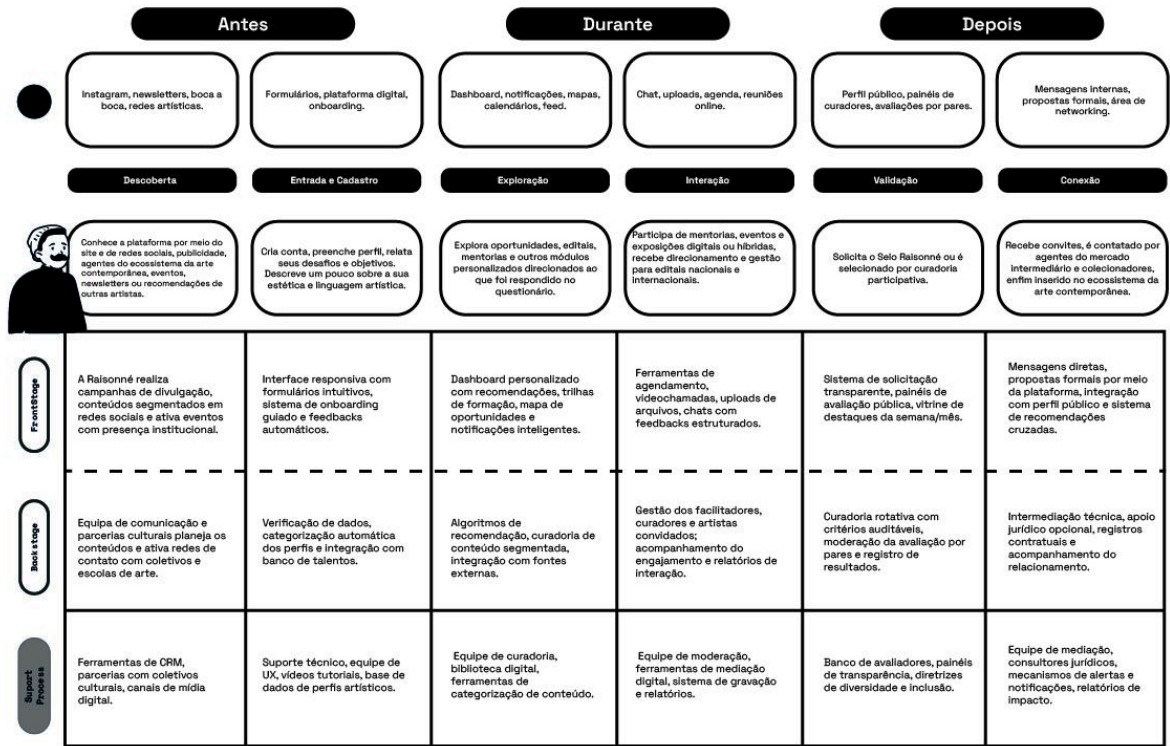 Antes
Durante
Depois
Instagram, newsletters, boca a
boca, redes artísticas.
Formulários, plataforma digital,
onboarding.
Dashboard, notificações, mapas,
calendários, feed.
Chat, uploads, agenda, reuniões
online.
Perfil público, painéis de
curadores, avaliações por pares.
Mensagens internas,
propostas formais, área de
networking.
Descoberta
Entrada e Cadastro
Exploração
Interação
Validação
Conexão
Conhece a plataforma por meio do
site e de redes sociais, publicidade,
agentes do ecossistema da arte
contemporânea, eventos,
newsletters ou recomendações de
outras artistas.
Cria conta, preenche perfil, relata
seus desafios e objetivos.
Descreve um pouco sobre a sua
estética e linguagem artística.
Explora oportunidades, editais,
mentorias e outros módulos
personalizados direcionados ao
que foi respondido no
questionário.
Participa de mentorias, eventos e
exposições digitais ou híbridas,
recebe direcionamento e gestão
para editais nacionais e
internacionais.
Solicita o Selo Raisonné ou é
selecionado por curadoria
participativa.
Recebe convites, é contatado por
agentes do mercado
intermediário e colecionadores,
enfim inserido no ecossistema da
arte contemporânea.
FrontStage
A Raisonné realiza
campanhas de divulgação,
conteúdos segmentados em
redes sociais e ativa eventos
com presença institucional.
Interface responsiva com
formulários intuitivos,
sistema de onboarding
guiado e feedbacks
automáticos.
Dashboard personalizado
com recomendações, trilhas
de formação, mapa de
oportunidades e
notificações inteligentes.
Ferramentas de
agendamento,
videochamadas, uploads de
arquivos, chats com
feedbacks estruturados.
Sistema de solicitação
transparente, painéis de
avaliação pública, vitrine de
destaques da semana/mês.
Mensagens diretas,
propostas formais por meio
da plataforma, integração
com perfil público e sistema
de recomendações
cruzadas.
Backstage
Equipa de comunicação e
parcerias culturais planeja os
conteúdos e ativa redes de
contato com coletivos e
escolas de arte.
Verificação de dados,
categorização automática
dos perfis e integração com
banco de talentos.
Algoritmos de
recomendação, curadoria de
conteúdo segmentada,
integração com fontes
externas.
Gestão dos facilitadores,
curadores e artistas
convidados;
acompanhamento do
engajamento e relatórios de
interação.
Curadoria rotativa com
critérios auditáveis,
moderação da avaliação por
pares e registro de
resultados.
Intermediação técnica, apoio
jurídico opcional, registros
contratuais e
acompanhamento do
relacionamento.
Suport
Process
Ferramentas de CRM,
parcerias com coletivos
culturais, canais de mídia
digital.
Suporte técnico, equipe de
UX, vídeos tutoriais, base de
dados de perfis artísticos.
Equipe de curadoria,
biblioteca digital,
ferramentas de
categorização de conteúdo.
Equipe de moderação,
ferramentas de mediação
digital, sistema de gravação
e relatórios.
Banco de avaliadores, painéis
de transparência, diretrizes
de diversidade e inclusão.
Equipe de mediação,
consultores jurídicos,
mecanismos de alertas e
notificações, relatórios de
impacto.